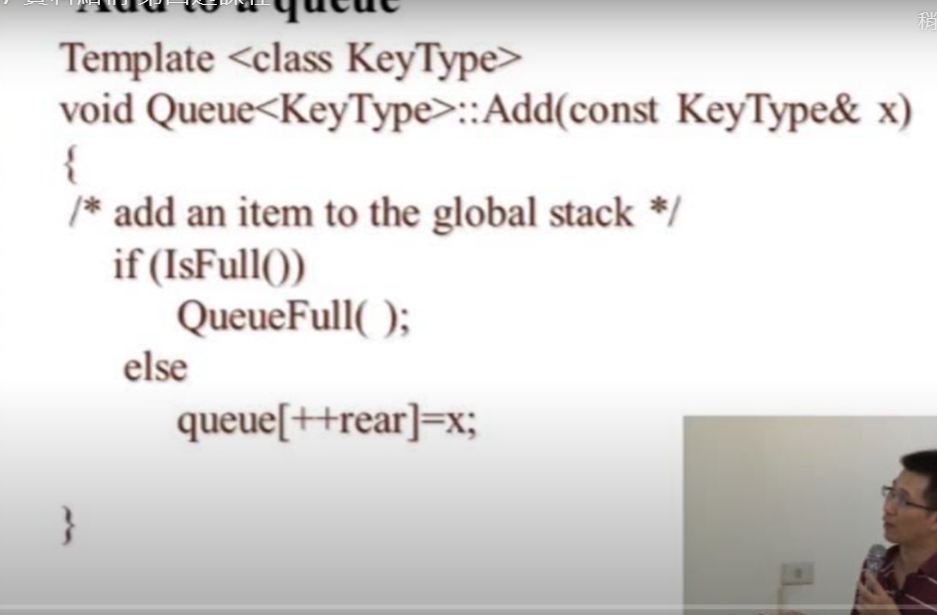 Add to a queue
Template <class KeyType>
void Queue<KeyType>::Add(const KeyType& x)
{
/* add an item to the global stack */
if (IsFull())
QueueFull( );
else
queue[++rear]=x;
}